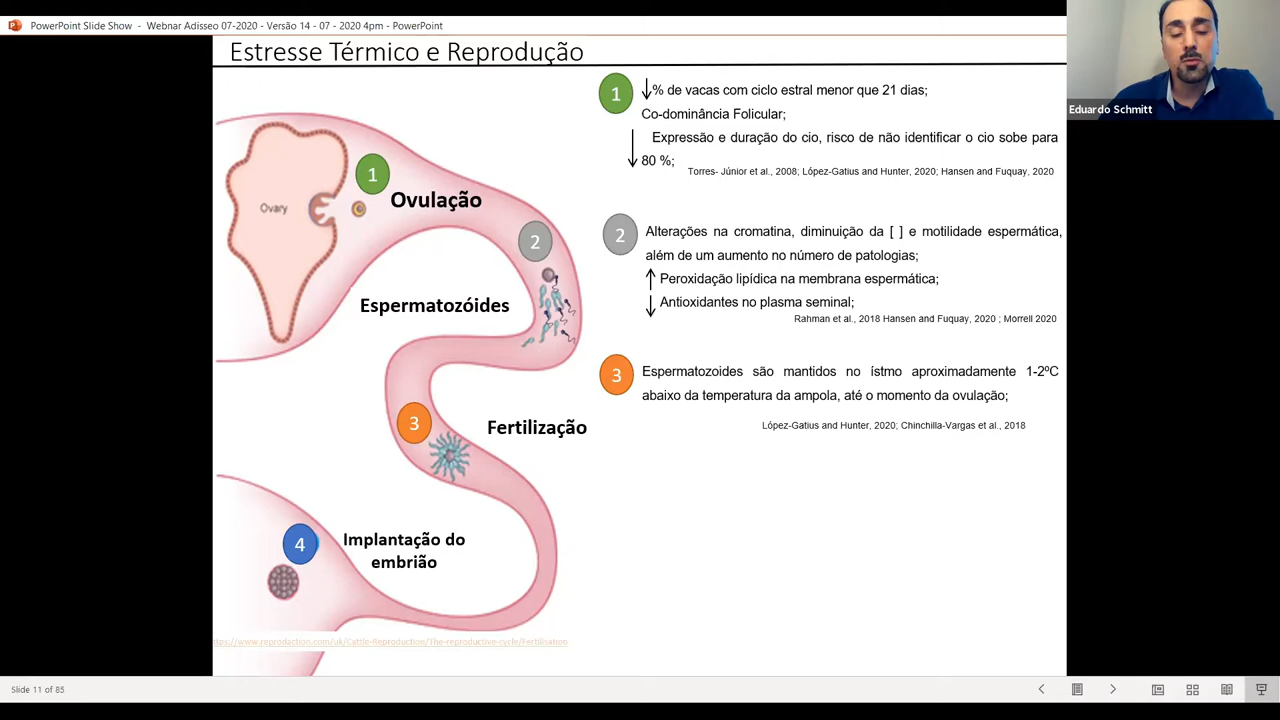 PowerPoint Slide Show - Webnar Adisseo 07-2020 - Versão 14 - 07 - 2020 4pm - PowerPoint
Estresse Térmico e Reprodução
Eduardo Schmitt
1
% de vacas com ciclo estral menor que 21 dias;
Co-dominância Folicular;
Expressão e duração do cio, risco de não identificar o cio sobe para
80 %;
Torres- Júnior et al., 2008; López-Gatius and Hunter, 2020; Hansen and Fuquay, 2020
1
Ovulação
Ovary
2
2
Alterações na cromatina, diminuição da [ ] e motilidade espermática,
além de um aumento no número de patologias;
Peroxidação lipídica na membrana espermática;
Antioxidantes no plasma seminal;
Rahman et al., 2018 Hansen and Fuquay, 2020 ; Morrell 2020
Espermatozóides
3
Espermatozoides são mantidos no ístmo aproximadamente 1-2ºC
abaixo da temperatura da ampola, até o momento da ovulação;
López-Gatius and Hunter, 2020; Chinchilla-Vargas et al., 2018
3
Fertilização
4
Implantação do
embrião
ttps://www.reprodaction.com/uk/Cattle-Reproduction/The-reproductive-cycle/Fertilisation
Slide 11 of 85